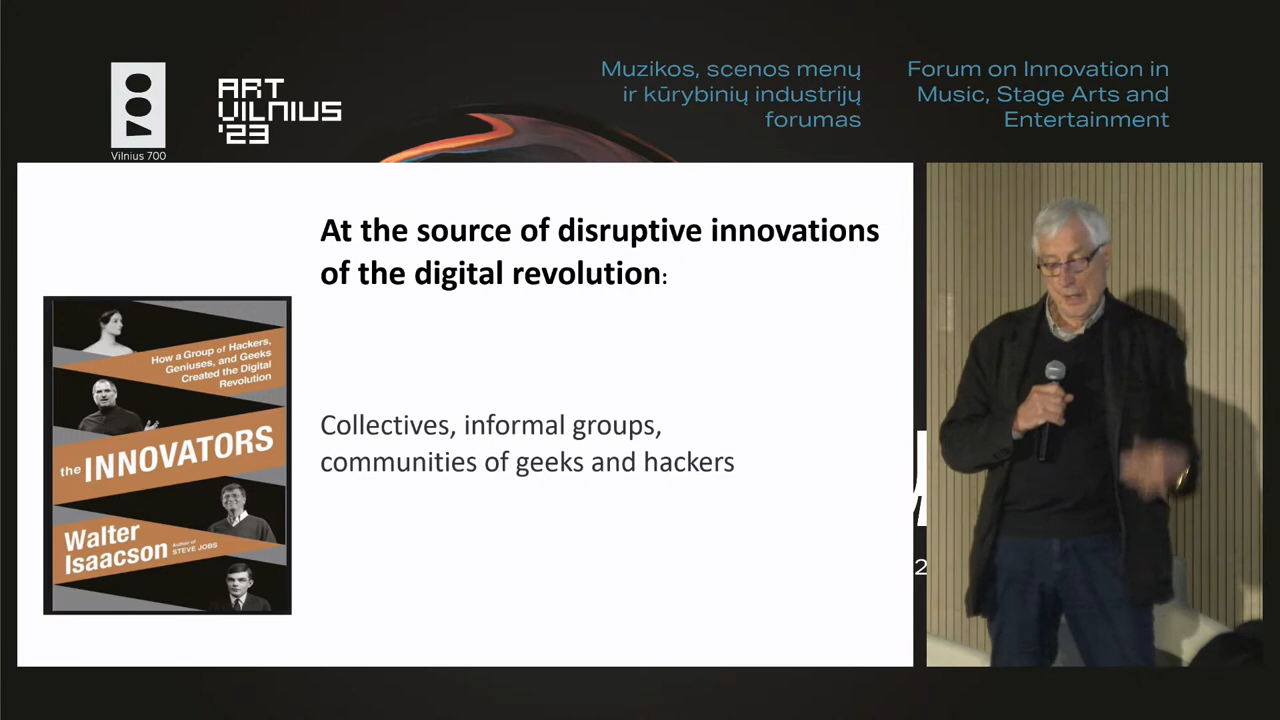 Vilnius 700
ART
VILNIUS
'23
Muzikos, scenos menų
ir kūrybinių industrijų
forumas
Forum on Innovation in
Music, Stage Arts and
Entertainment
At the source of disruptive innovations
of the digital revolution:
How a Group of Hackers,
Geniuses, and Geeks
Created the Digital
Revolution
the INNOVATORS
Walter
Isaacson
Author of
STEVE JOBS
Collectives, informal groups,
communities of geeks and hackers
2